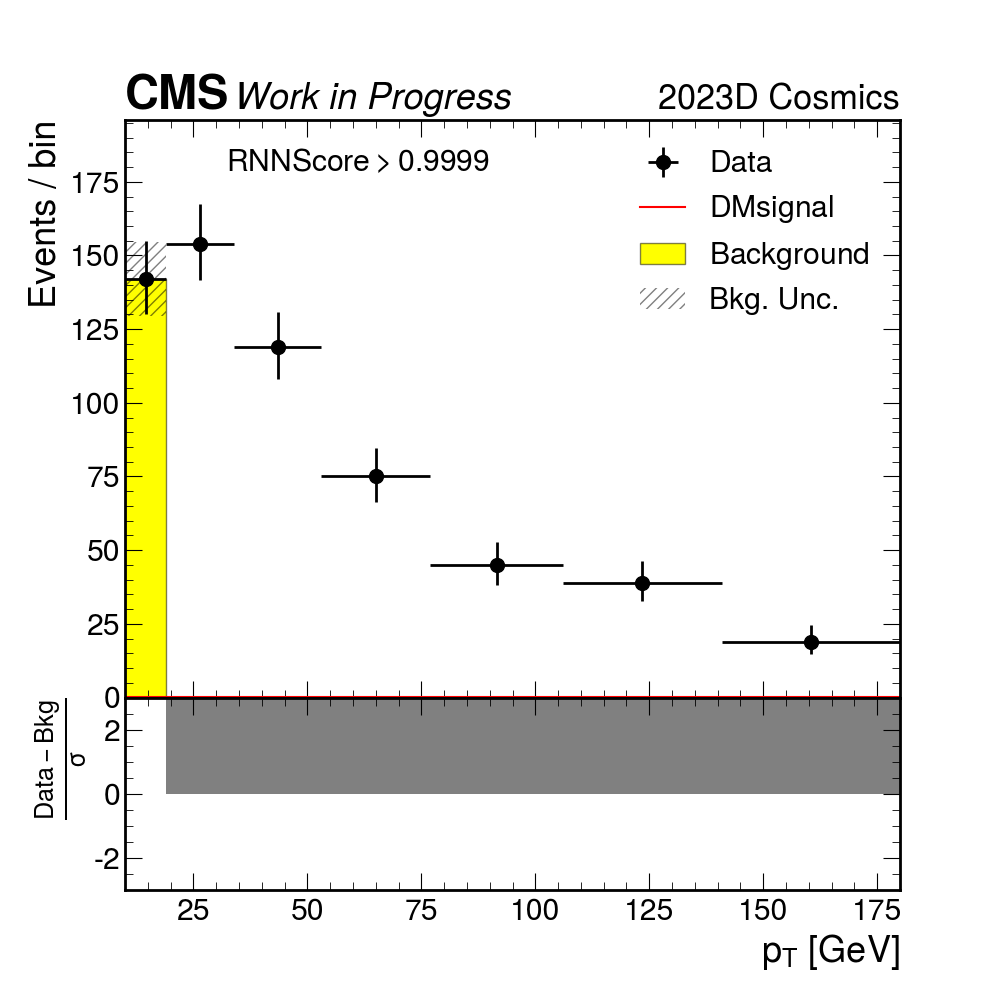 CMS Work in Progress 2023D Cosmics
Events / bin
RNNScore > 0.9999
Data
DMsignal
Background
Bkg. Unc.
175
150
125
100
75
50
25
0
Data – Bkg
σ
2
0
-2
25 50 75 100 125 150 175
pT [GeV]